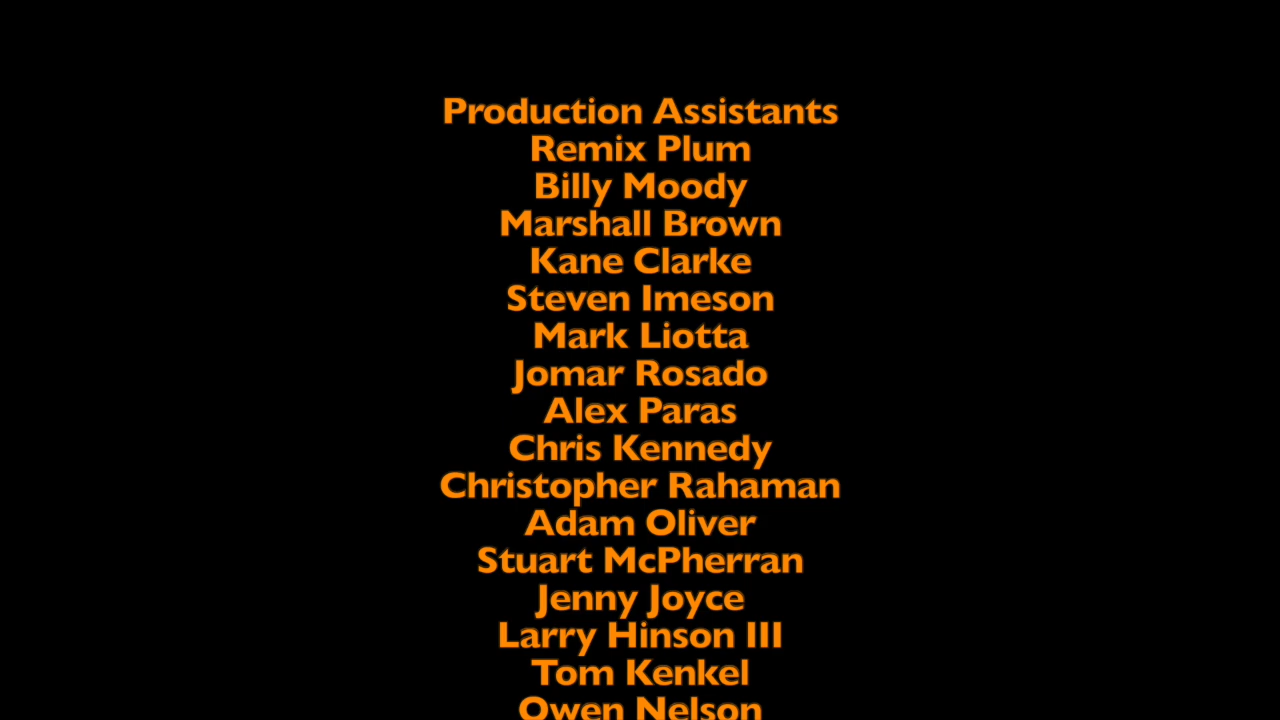 Production Assistants
Remix Plum
Billy Moody
Marshall Brown
Kane Clarke
Steven Imeson
Mark Liotta
Jomar Rosado
Alex Paras
Chris Kennedy
Christopher Rahaman
Adam Oliver
Stuart McPherran
Jenny Joyce
Larry Hinson III
Tom Kenkel
Owen Nelson